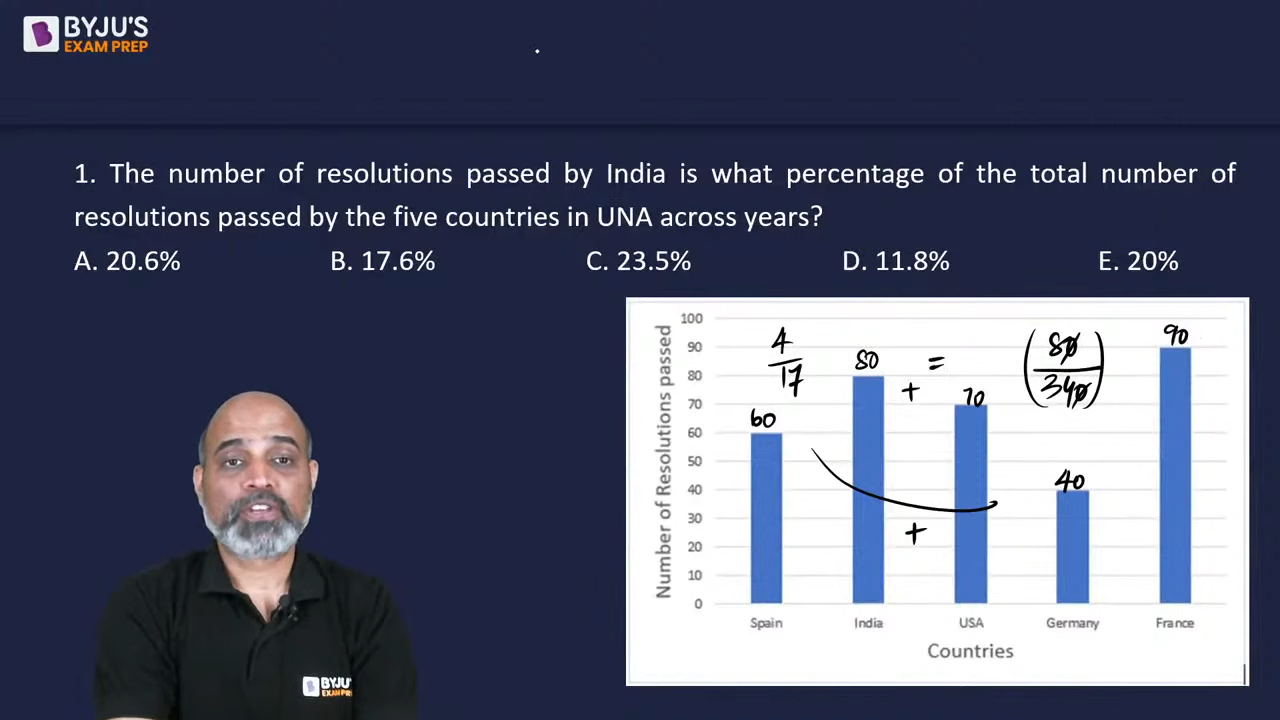 BYJU'S
EXAM PREP
1. The number of resolutions passed by India is what percentage of the total number of
resolutions passed by the five countries in UNA across years?
A. 20.6% B. 17.6% C. 23.5% D. 11.8% E. 20%
Number of Resolutions passed
100
90
80
70
60
50
40
30
20
10
0
4
17
60
80
+
=
70
80
340
40
90
+
Spain India USA Germany France
Countries
BYJU'S
EXAM PREP